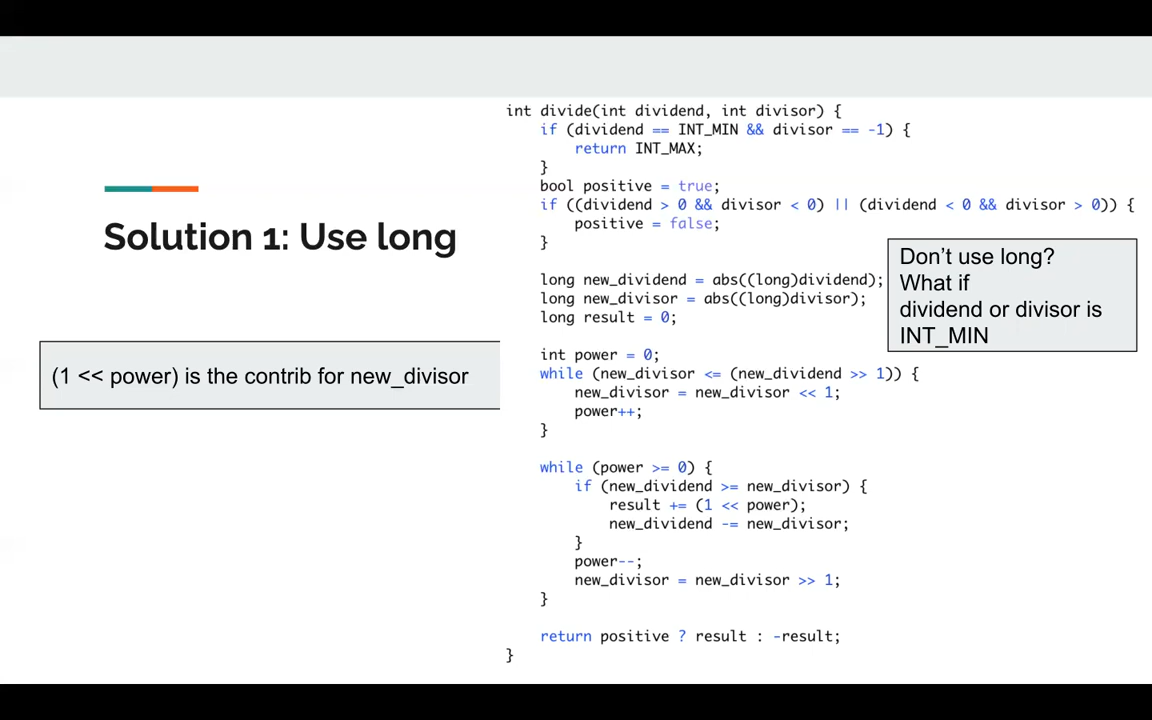 Solution 1: Use long
(1 << power) is the contrib for new_divisor
int divide(int dividend, int divisor) {
    if (dividend == INT_MIN && divisor == -1) {
        return INT_MAX;
    }
    bool positive = true;
    if ((dividend > 0 && divisor < 0) || (dividend < 0 && divisor > 0)) {
        positive = false;
    }
    long new_dividend = abs((long)dividend);
    long new_divisor = abs((long)divisor);
    long result = 0;
    int power = 0;
    while (new_divisor <= (new_dividend >> 1)) {
        new_divisor = new_divisor << 1;
        power++;
    }
    while (power >= 0) {
        if (new_dividend >= new_divisor) {
            result += (1 << power);
            new_dividend -= new_divisor;
        }
        power--;
        new_divisor = new_divisor >> 1;
    }
    return positive ? result : -result;
}
Don’t use long?
What if
dividend or divisor is
INT_MIN